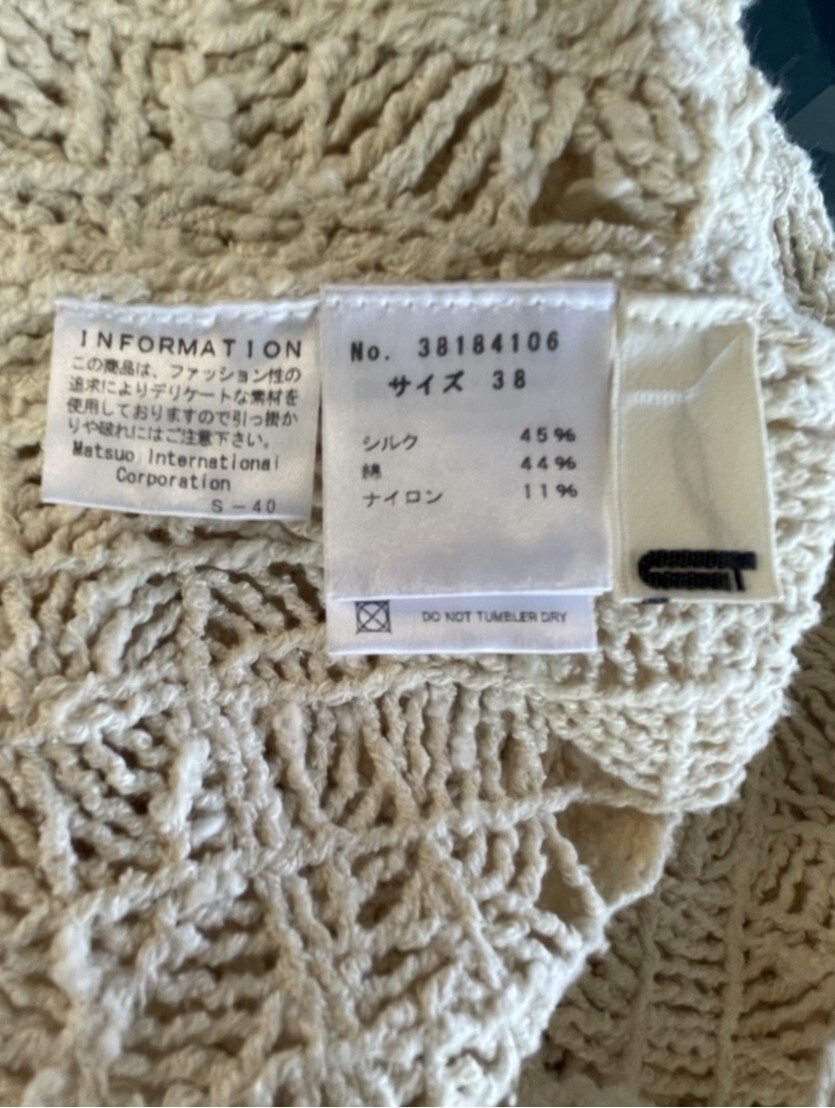 INFORMATION
この商品は、ファッション性の
追求によりデリケートな素材を
使用しておりますので引っ掛か
りや破れにはご注意下さい。
Matsuo International
Corporation
S-40
No. 38184106
サイズ 38
シルク 45%
綿 44%
ナイロン 11%
DO NOT TUMBLER DRY